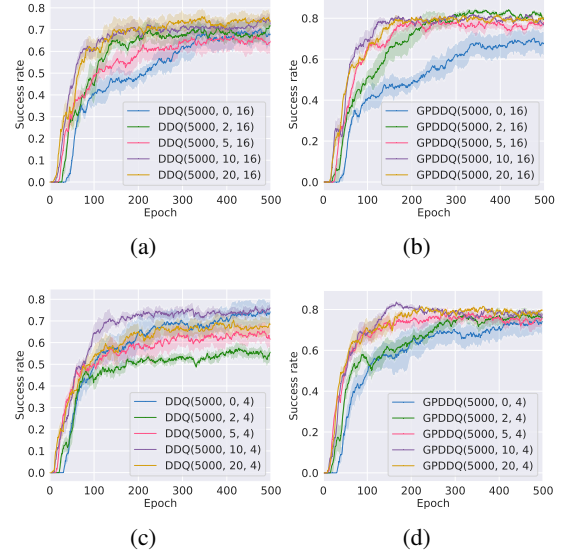 0.8
0.7
0.6
0.5
0.4
0.3
0.2
0.1
0.0
Success rate
DDQ(5000, 0, 16)
DDQ(5000, 2, 16)
DDQ(5000, 5, 16)
DDQ(5000, 10, 16)
DDQ(5000, 20, 16)
0 100 200 300 400 500
Epoch
(a)
0.8
0.6
0.4
0.2
0.0
Success rate
GPDDQ(5000, 0, 16)
GPDDQ(5000, 2, 16)
GPDDQ(5000, 5, 16)
GPDDQ(5000, 10, 16)
GPDDQ(5000, 20, 16)
0 100 200 300 400 500
Epoch
(b)
0.8
0.7
0.6
0.5
0.4
0.3
0.2
0.1
0.0
Success rate
DDQ(5000, 0, 4)
DDQ(5000, 2, 4)
DDQ(5000, 5, 4)
DDQ(5000, 10, 4)
DDQ(5000, 20, 4)
0 100 200 300 400 500
Epoch
(c)
0.8
0.6
0.4
0.2
0.0
Success rate
GPDDQ(5000, 0, 4)
GPDDQ(5000, 2, 4)
GPDDQ(5000, 5, 4)
GPDDQ(5000, 10, 4)
GPDDQ(5000, 20, 4)
0 100 200 300 400 500
Epoch
(d)